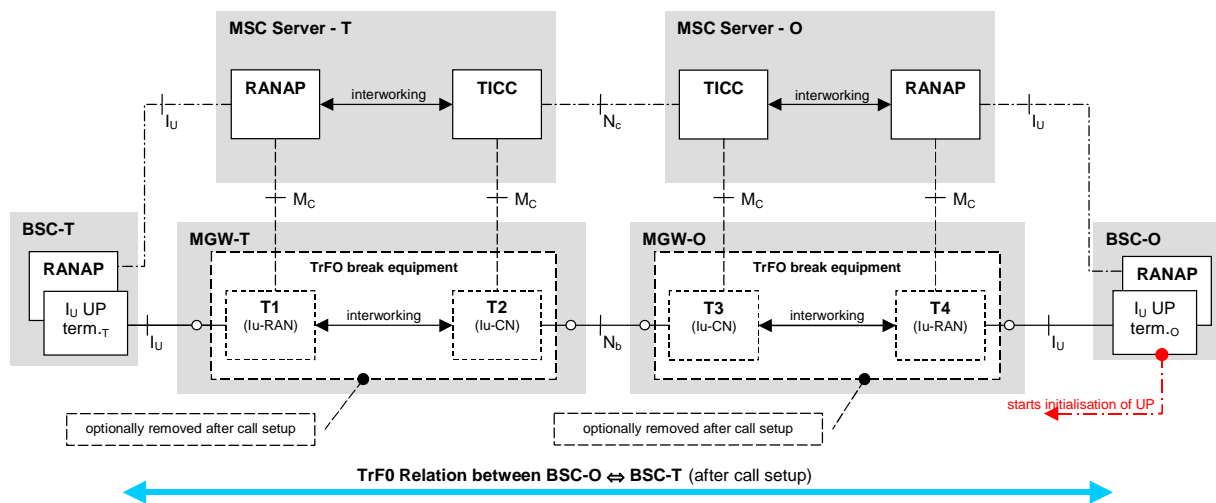 MSC Server - T
MSC Server - O
RANAP
interworking
TICC
TICC
interworking
RANAP
IU
NC
IU
MC
MC
MC
MC
BSC-T
MGW-T
MGW-O
BSC-O
RANAP
TrFO break equipment
TrFO break equipment
RANAP
IU UP
term.T
T1
(Iu-RAN)
interworking
T2
(Iu-CN)
T3
(Iu-CN)
interworking
T4
(Iu-RAN)
IU UP
term.O
IU
Nb
IU
starts initialisation of UP
optionally removed after call setup
optionally removed after call setup
TrF0 Relation between BSC-O ⇔ BSC-T (after call setup)